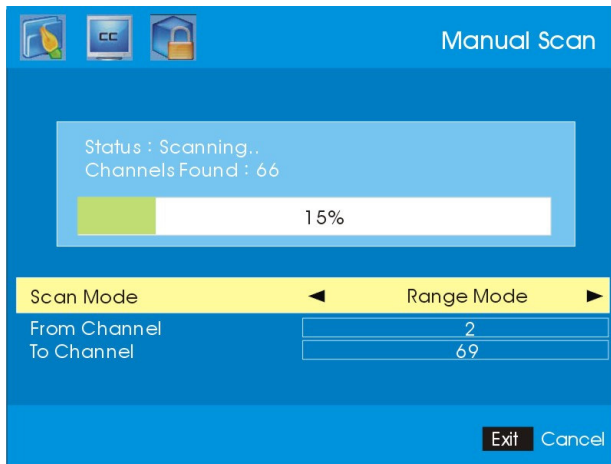 CC
Manual Scan
Status : Scanning..
Channels Found : 66
15%
Scan Mode ◄ Range Mode ►
From Channel 2
To Channel 69
Exit Cancel